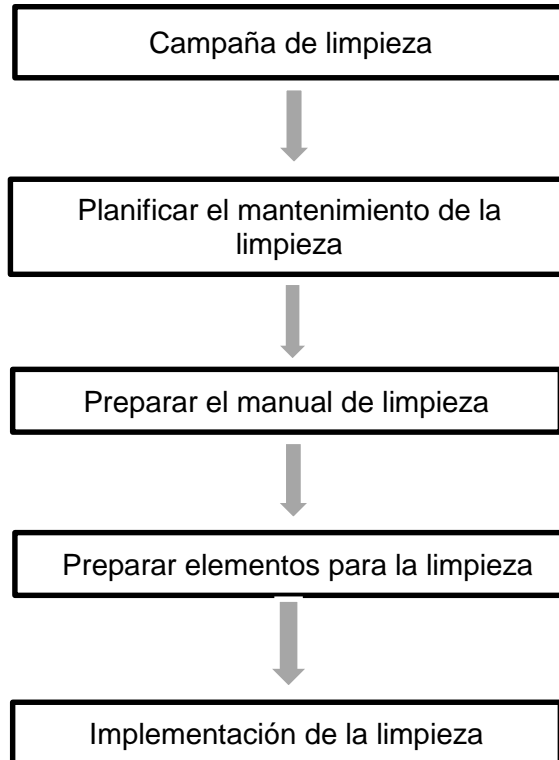 Campaña de limpieza
Planificar el mantenimiento de la
limpieza
Preparar el manual de limpieza
Preparar elementos para la limpieza
Implementación de la limpieza